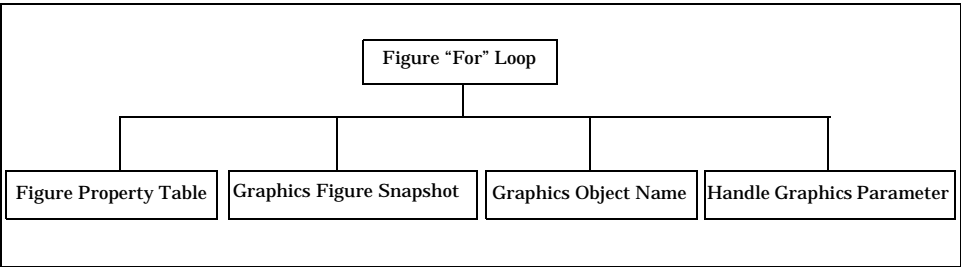 Figure “For” Loop
Figure Property Table
Graphics Figure Snapshot
Graphics Object Name
Handle Graphics Parameter